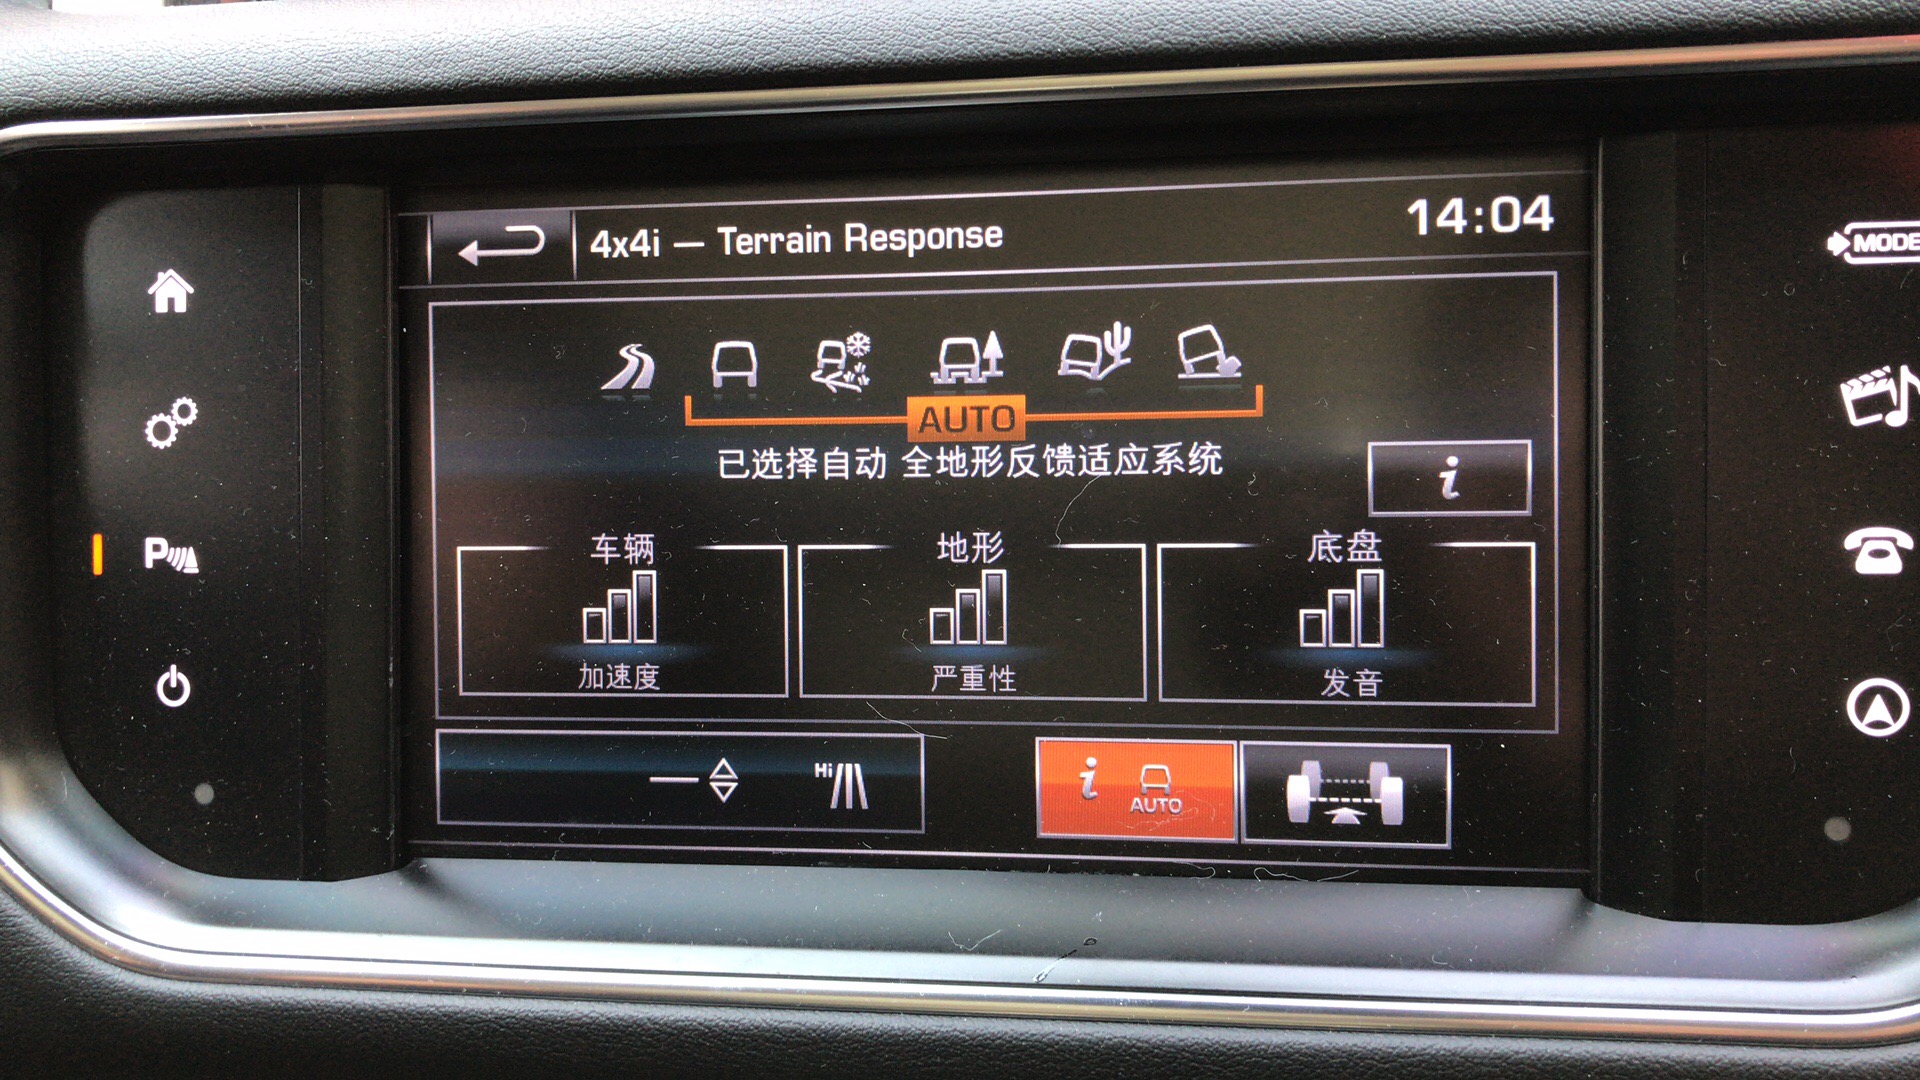 4x4i — Terrain Response
14:04
MODE
AUTO
已选择自动 全地形反馈适应系统
i
车辆
地形
底盘
P
加速度
严重性
发音
Hi
i
AUTO